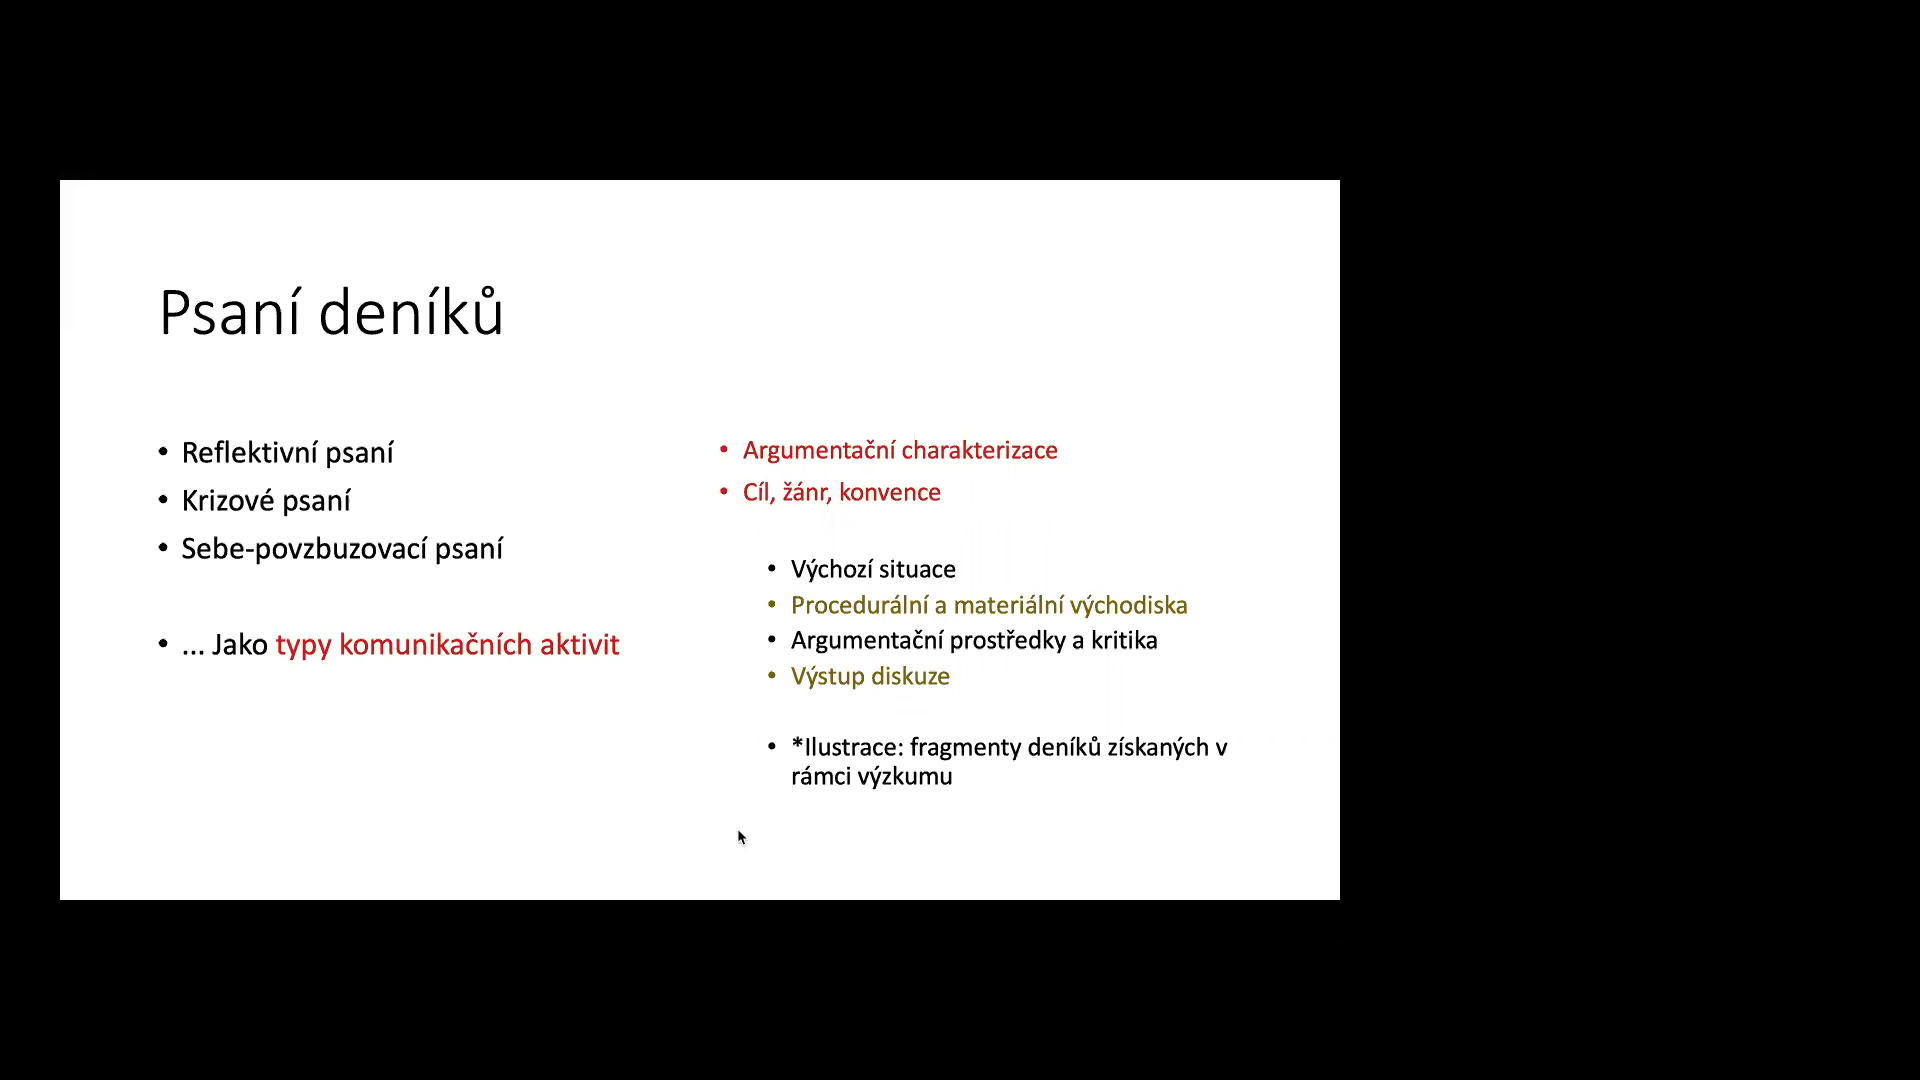 Psaní deníků
• Reflektivní psaní
• Krizové psaní
• Sebe-povzbuzovací psaní
• ... Jako typy komunikačních aktivit
• Argumentační charakterizace
• Cíl, žánr, konvence
• Výchozí situace
• Procedurální a materiální východiska
• Argumentační prostředky a kritika
• Výstup diskuze
• *Ilustrace: fragmenty deníků získaných v
rámci výzkumu